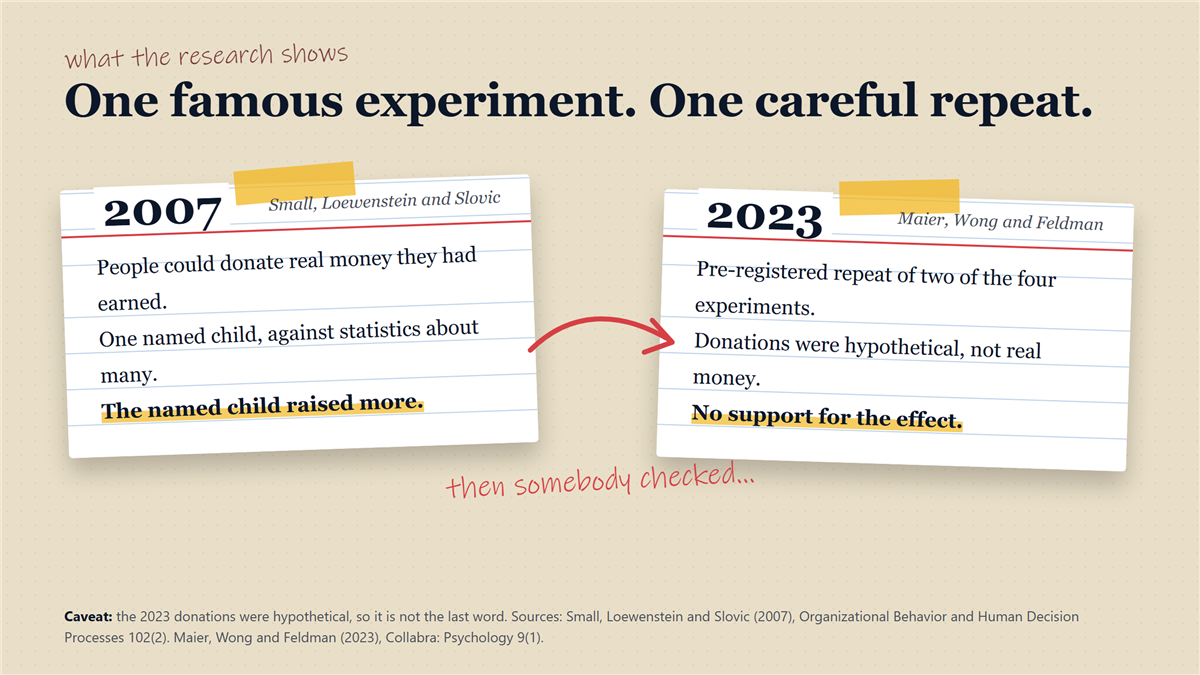 what the research shows
One famous experiment. One careful repeat.
2007
Small, Loewenstein and Slovic
People could donate real money they had
earned.
One named child, against statistics about
many.
The named child raised more.
2023
Maier, Wong and Feldman
Pre-registered repeat of two of the four
experiments.
Donations were hypothetical, not real
money.
No support for the effect.
then somebody checked...
Caveat: the 2023 donations were hypothetical, so it is not the last word. Sources: Small, Loewenstein and Slovic (2007), Organizational Behavior and Human Decision
Processes 102(2). Maier, Wong and Feldman (2023), Collabra: Psychology 9(1).